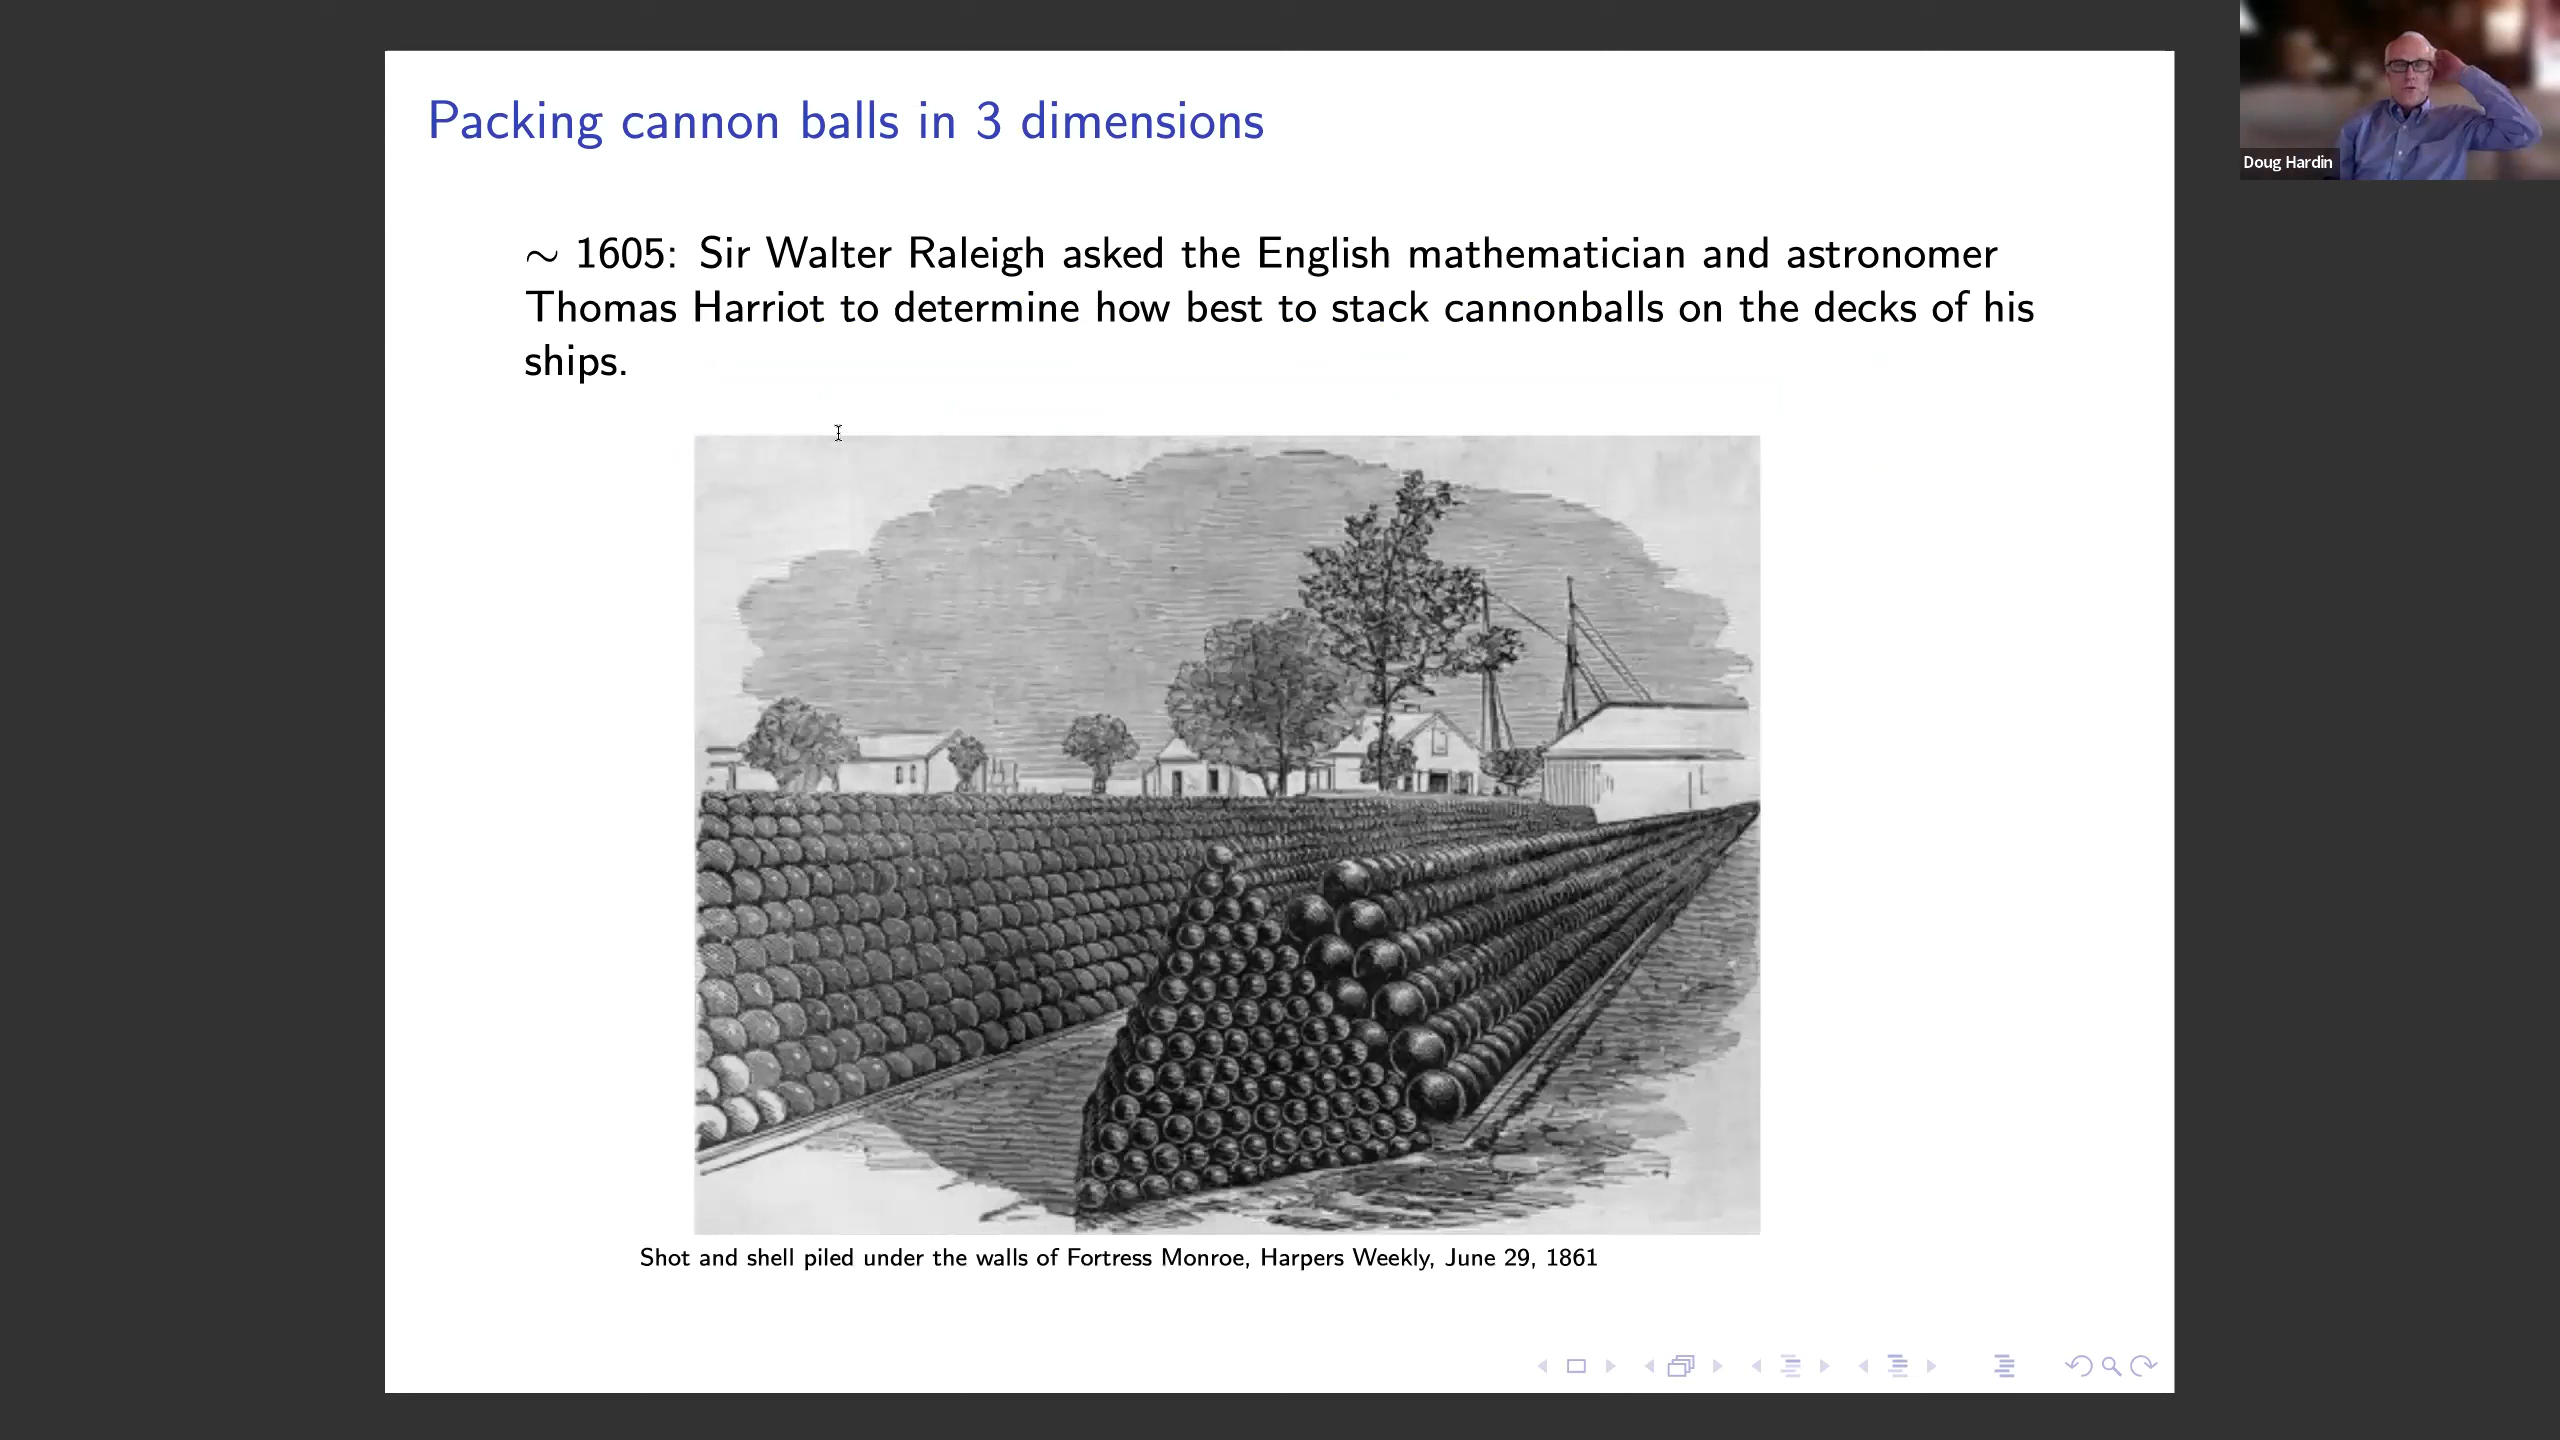 Packing cannon balls in 3 dimensions
Doug Hardin
∼ 1605: Sir Walter Raleigh asked the English mathematician and astronomer
Thomas Harriot to determine how best to stack cannonballs on the decks of his
ships.
Shot and shell piled under the walls of Fortress Monroe, Harpers Weekly, June 29, 1861